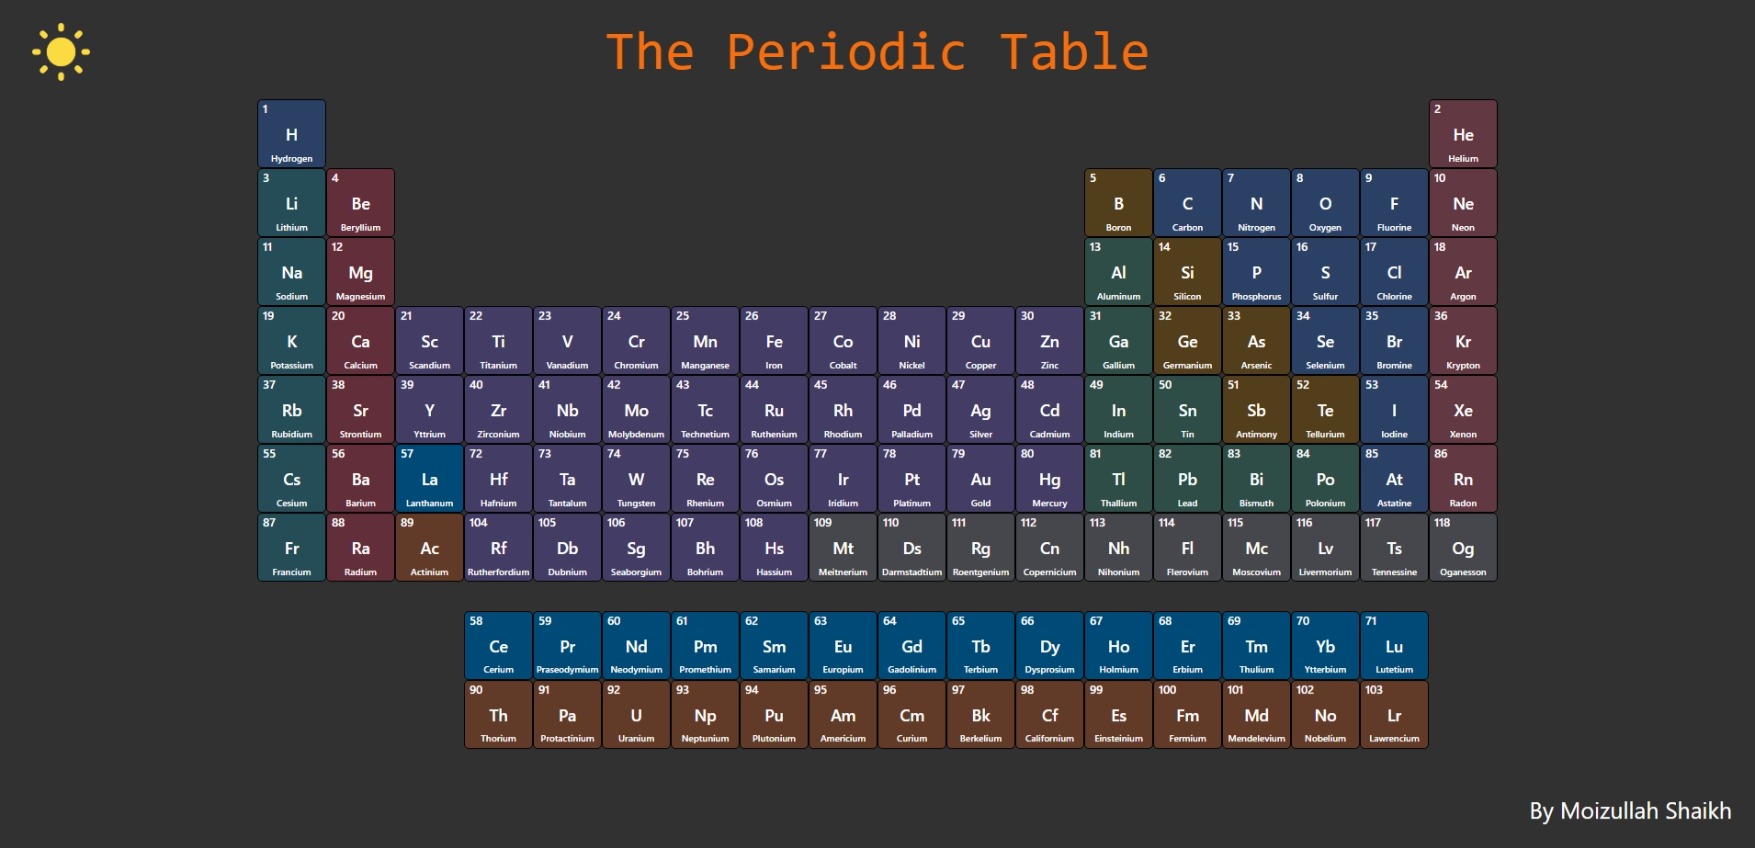 The Periodic Table
1 2
H He
Hydrogen Helium
3 4 5 6 7 8 9 10
Li Be B C N O F Ne
Lithium Beryllium Boron Carbon Nitrogen Oxygen Fluorine Neon
11 12 13 14 15 16 17 18
Na Mg Al Si P S Cl Ar
Sodium Magnesium Aluminum Silicon Phosphorus Sulfur Chlorine Argon
19 20 21 22 23 24 25 26 27 28 29 30 31 32 33 34 35 36
K Ca Sc Ti V Cr Mn Fe Co Ni Cu Zn Ga Ge As Se Br Kr
Potassium Calcium Scandium Titanium Vanadium Chromium Manganese Iron Cobalt Nickel Copper Zinc Gallium Germanium Arsenic Selenium Bromine Krypton
37 38 39 40 41 42 43 44 45 46 47 48 49 50 51 52 53 54
Rb Sr Y Zr Nb Mo Tc Ru Rh Pd Ag Cd In Sn Sb Te I Xe
Rubidium Strontium Yttrium Zirconium Niobium Molybdenum Technetium Ruthenium Rhodium Palladium Silver Cadmium Indium Tin Antimony Tellurium Iodine Xenon
55 56 57 72 73 74 75 76 77 78 79 80 81 82 83 84 85 86
Cs Ba La Hf Ta W Re Os Ir Pt Au Hg Tl Pb Bi Po At Rn
Cesium Barium Lanthanum Hafnium Tantalum Tungsten Rhenium Osmium Iridium Platinum Gold Mercury Thallium Lead Bismuth Polonium Astatine Radon
87 88 89 104 105 106 107 108 109 110 111 112 113 114 115 116 117 118
Fr Ra Ac Rf Db Sg Bh Hs Mt Ds Rg Cn Nh Fl Mc Lv Ts Og
Francium Radium Actinium Rutherfordium Dubnium Seaborgium Bohrium Hassium Meitnerium Darmstadtium Roentgenium Copernicium Nihonium Flerovium Moscovium Livermorium Tennessine Oganesson
58 59 60 61 62 63 64 65 66 67 68 69 70 71
Ce Pr Nd Pm Sm Eu Gd Tb Dy Ho Er Tm Yb Lu
Cerium Praseodymium Neodymium Promethium Samarium Europium Gadolinium Terbium Dysprosium Holmium Erbium Thulium Ytterbium Lutetium
90 91 92 93 94 95 96 97 98 99 100 101 102 103
Th Pa U Np Pu Am Cm Bk Cf Es Fm Md No Lr
Thorium Protactinium Uranium Neptunium Plutonium Americium Curium Berkelium Californium Einsteinium Fermium Mendelevium Nobelium Lawrencium
By Moizullah Shaikh